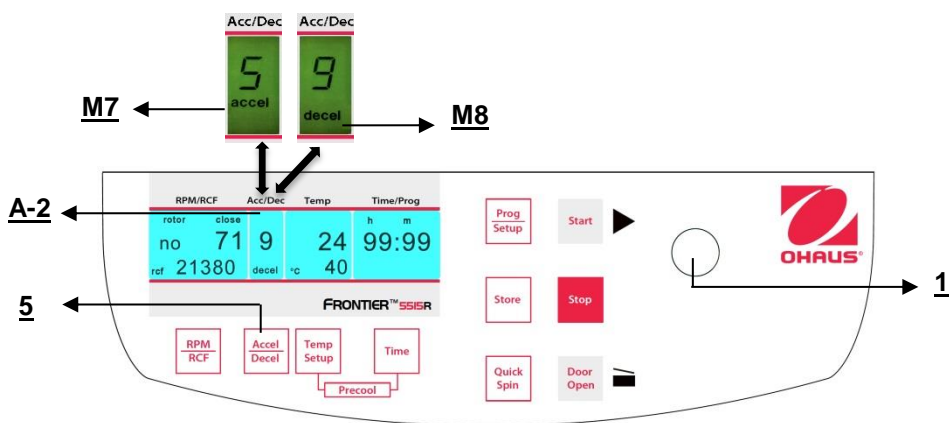 Acc/Dec
Acc/Dec
5
9
accel
decel
M7
M8
RPM/RCF Acc/Dec Temp Time/Prog
A-2
rotor close h m
no 71 9 24 99:99
rcf 21380 decel °C 40
FRONTIER™ 5515R
5
RPM
RCF
Accel
Decel
Temp
Setup
Time
Precool
Prog
Setup
Start
Store
Stop
Quick
Spin
Door
Open
OHAUS®
1